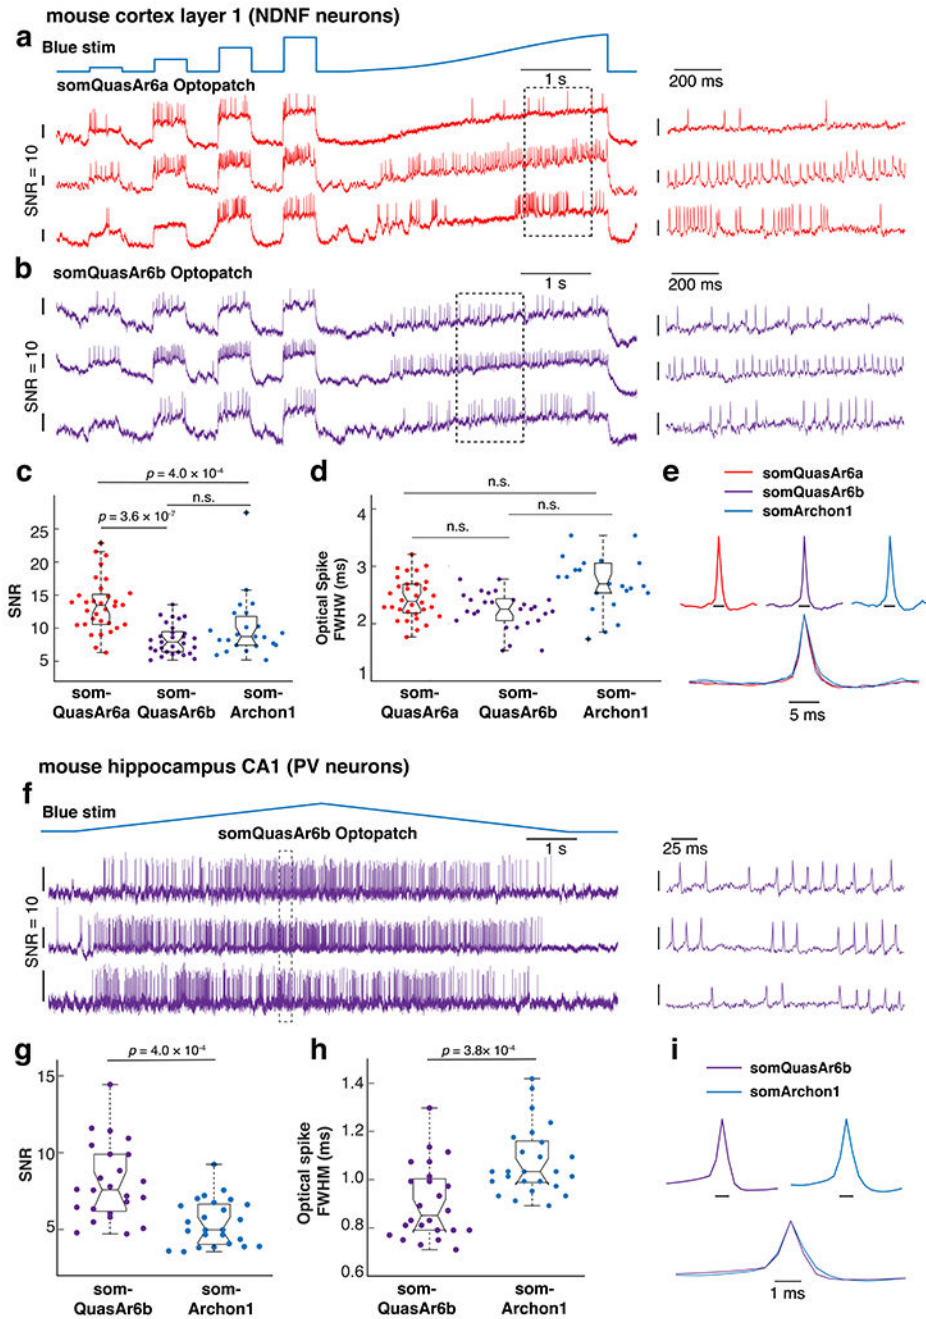 mouse cortex layer 1 (NDNF neurons)
a
Blue stim
1 s
200 ms
somQuasAr6a Optopatch
SNR = 10
b
somQuasAr6b Optopatch
1 s
200 ms
SNR = 10
c
p = 4.0 × 10-4
n.s.
p = 3.6 × 10-7
25
20
15
10
5
SNR
som-
QuasAr6a
som-
QuasAr6b
som-
Archon1
d
n.s.
n.s.
n.s.
4
3
2
1
Optical Spike
FWHW (ms)
som-
QuasAr6a
som-
QuasAr6b
som-
Archon1
e
somQuasAr6a
somQuasAr6b
somArchon1
5 ms
mouse hippocampus CA1 (PV neurons)
f
Blue stim
somQuasAr6b Optopatch
1 s
25 ms
SNR = 10
g
p = 4.0 × 10-4
15
10
5
SNR
som-
QuasAr6b
som-
Archon1
h
p = 3.8× 10-4
1.4
1.2
1.0
0.8
0.6
Optical spike
FWHM (ms)
som-
QuasAr6b
som-
Archon1
i
somQuasAr6b
somArchon1
1 ms